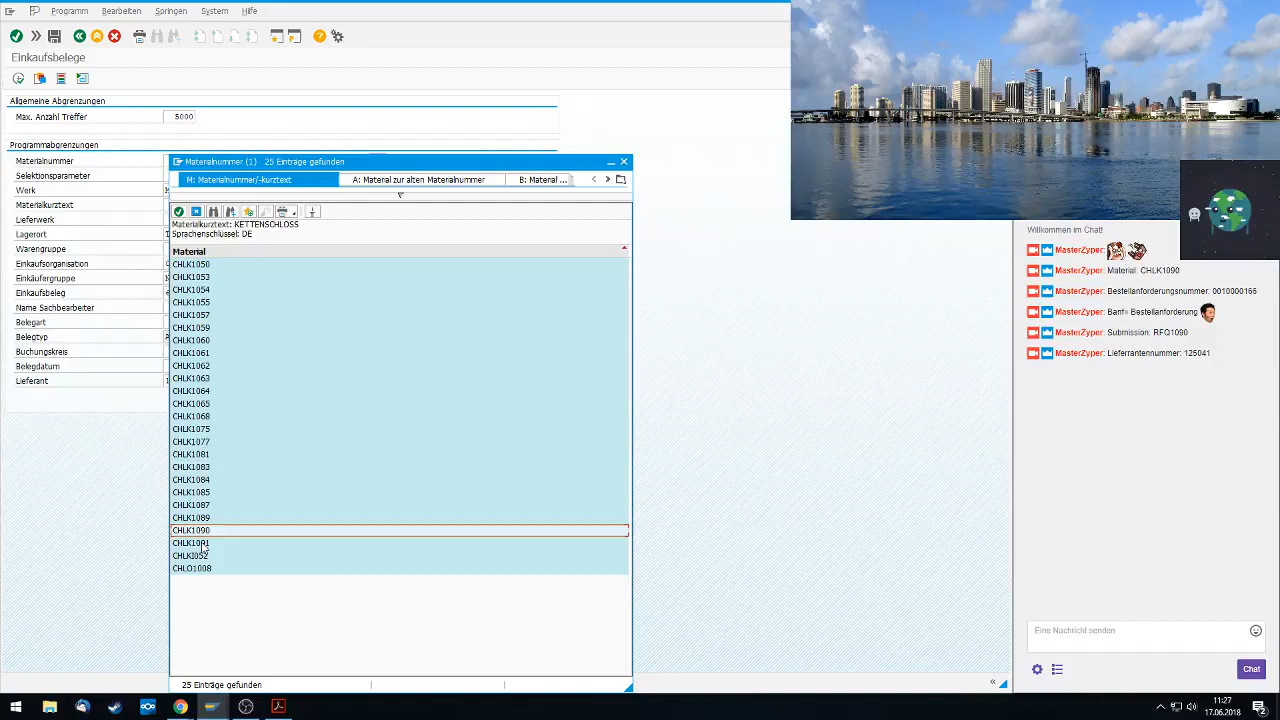 Programm Bearbeiten Springen System Hilfe
Einkaufsbelege
Allgemeine Abgrenzungen
Max. Anzahl Treffer 5000
Programmabgrenzungen
Materialnummer
Selektionsparameter
Werk
Materialkurztext
Lieferwerk
Lagerort
Warengruppe
Einkaufsorganisation
Einkäufergruppe
Einkaufsbeleg
Name Sachbearbeiter
Belegart
Belegtyp
Buchungskreis
Belegdatum
Lieferant
Materialnummer (1) 25 Einträge gefunden
M: Materialnummer/-kurztext A: Material zur alten Materialnummer B: Material ...
Materialkurztext: KETTENSCHLOSS
Sprachenschlüssel: DE
Material
CHLK1050
CHLK1053
CHLK1054
CHLK1055
CHLK1057
CHLK1059
CHLK1060
CHLK1061
CHLK1062
CHLK1063
CHLK1064
CHLK1065
CHLK1068
CHLK1075
CHLK1077
CHLK1081
CHLK1083
CHLK1084
CHLK1085
CHLK1087
CHLK1089
CHLK1090
CHLK1091
CHLKI052
CHLO1008
25 Einträge gefunden
Willkommen im Chat!
MasterZyper:
MasterZyper: Material: CHLK1090
MasterZyper: Bestellanforderungsnummer: 0010000166
MasterZyper: Banf= Bestellanforderung
MasterZyper: Submission: RFQ1090
MasterZyper: Lieferrantennummer: 125041
Eine Nachricht senden
Chat
11:27
17.06.2018
2